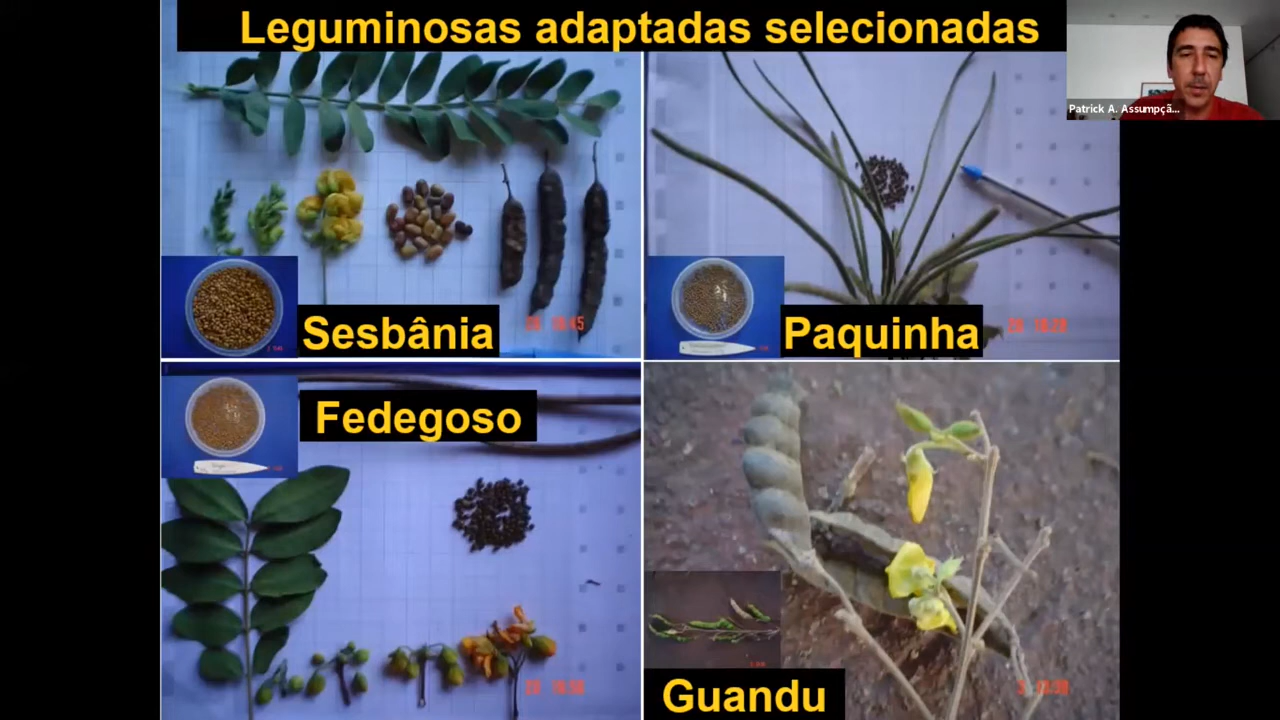 Leguminosas adaptadas selecionadas
Patrick A. Assumpçã...
Sesbânia
Paquinha
Fedegoso
Guandu